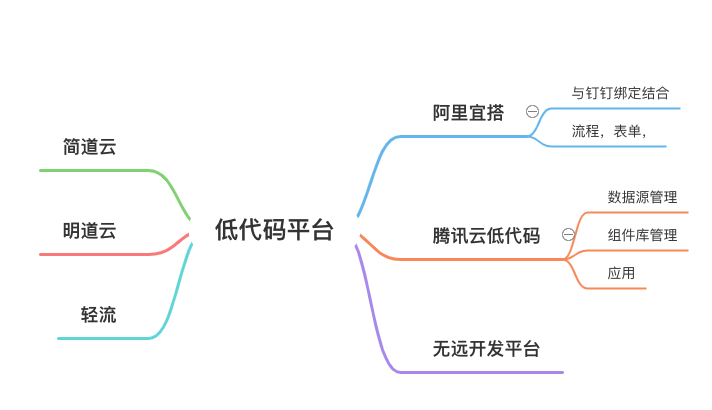 低代码平台
阿里宜搭
与钉钉绑定结合
流程，表单，
腾讯云低代码
数据源管理
组件库管理
应用
无远开发平台
简道云
明道云
轻流